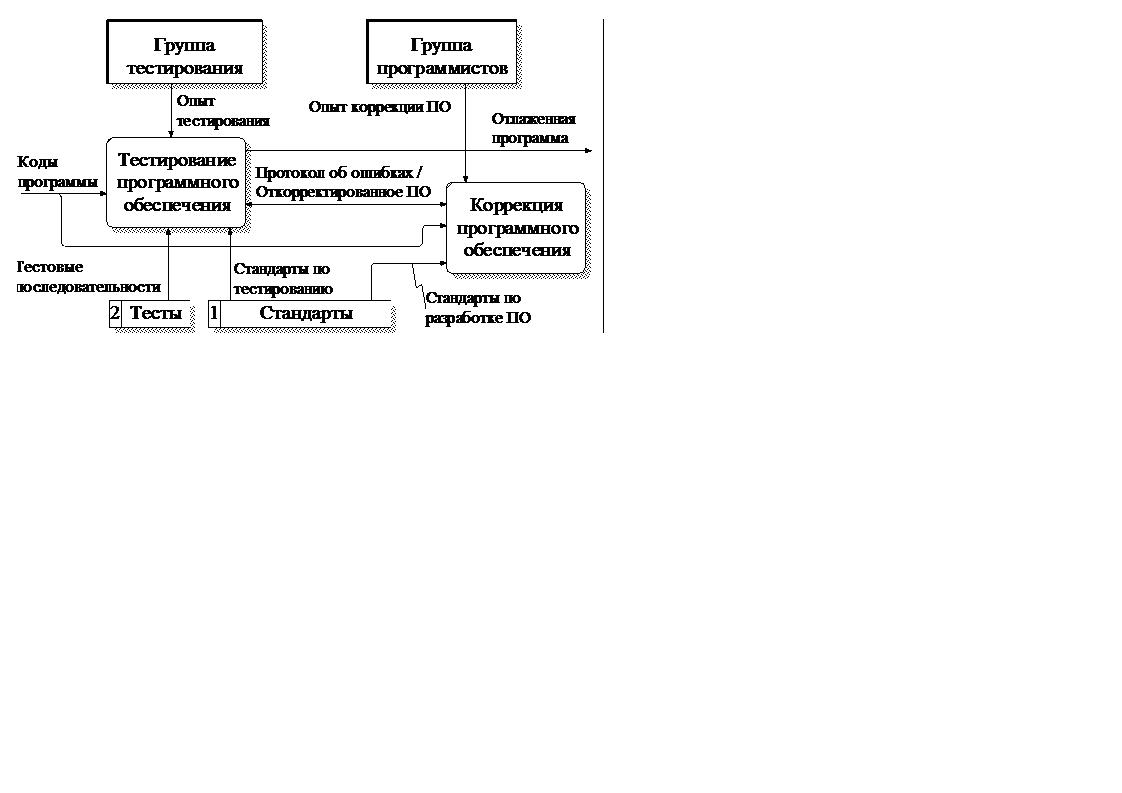 Группа
тестирования
Группа
программистов
Опыт
тестирования
Опыт коррекции ПО
Отлаженная
программа
Коды
программы
Тестирование
программного
обеспечения
Протокол об ошибках /
Откорректированное ПО
Коррекция
программного
обеспечения
Тестовые
последовательности
Стандарты по
тестированию
Стандарты по
разработке ПО
2 Тесты
1 Стандарты